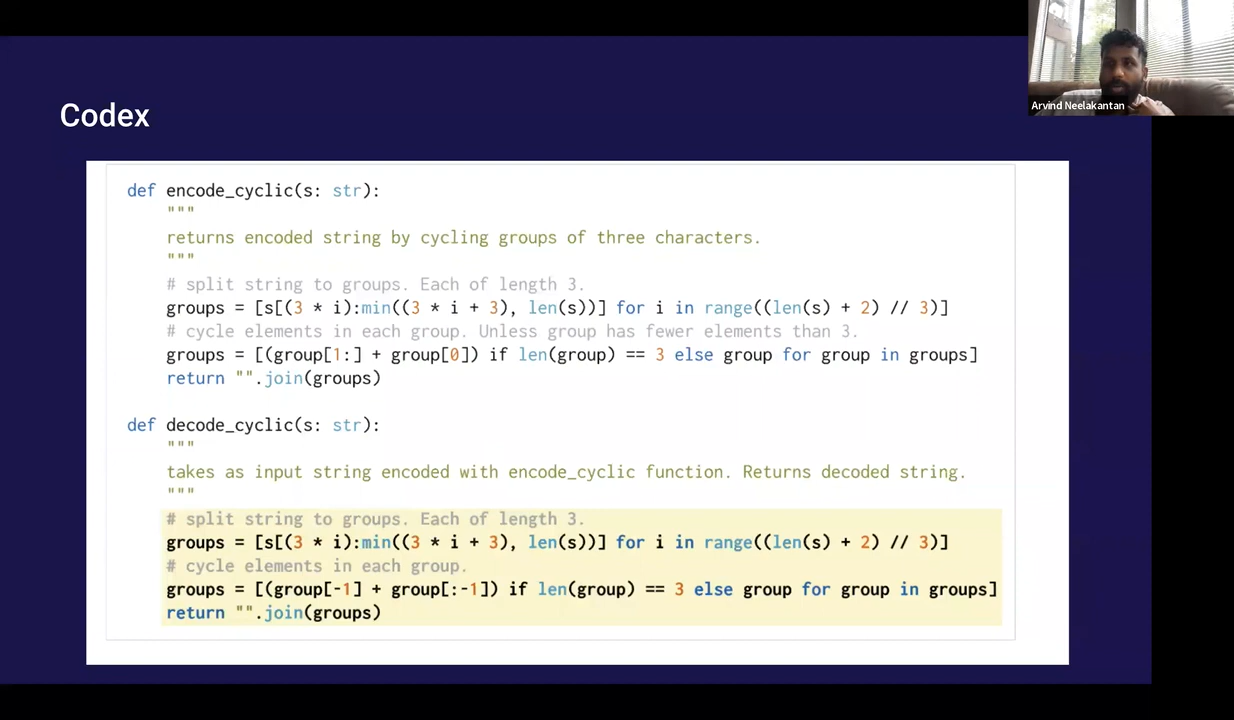 Arvind Neelakantan
Codex
def encode_cyclic(s: str):
"""
returns encoded string by cycling groups of three characters.
"""
# split string to groups. Each of length 3.
groups = [s[(3 * i):min((3 * i + 3), len(s))] for i in range((len(s) + 2) // 3)]
# cycle elements in each group. Unless group has fewer elements than 3.
groups = [(group[1:] + group[0]) if len(group) == 3 else group for group in groups]
return "".join(groups)
def decode_cyclic(s: str):
"""
takes as input string encoded with encode_cyclic function. Returns decoded string.
"""
# split string to groups. Each of length 3.
groups = [s[(3 * i):min((3 * i + 3), len(s))] for i in range((len(s) + 2) // 3)]
# cycle elements in each group.
groups = [(group[-1] + group[:-1]) if len(group) == 3 else group for group in groups]
return "".join(groups)